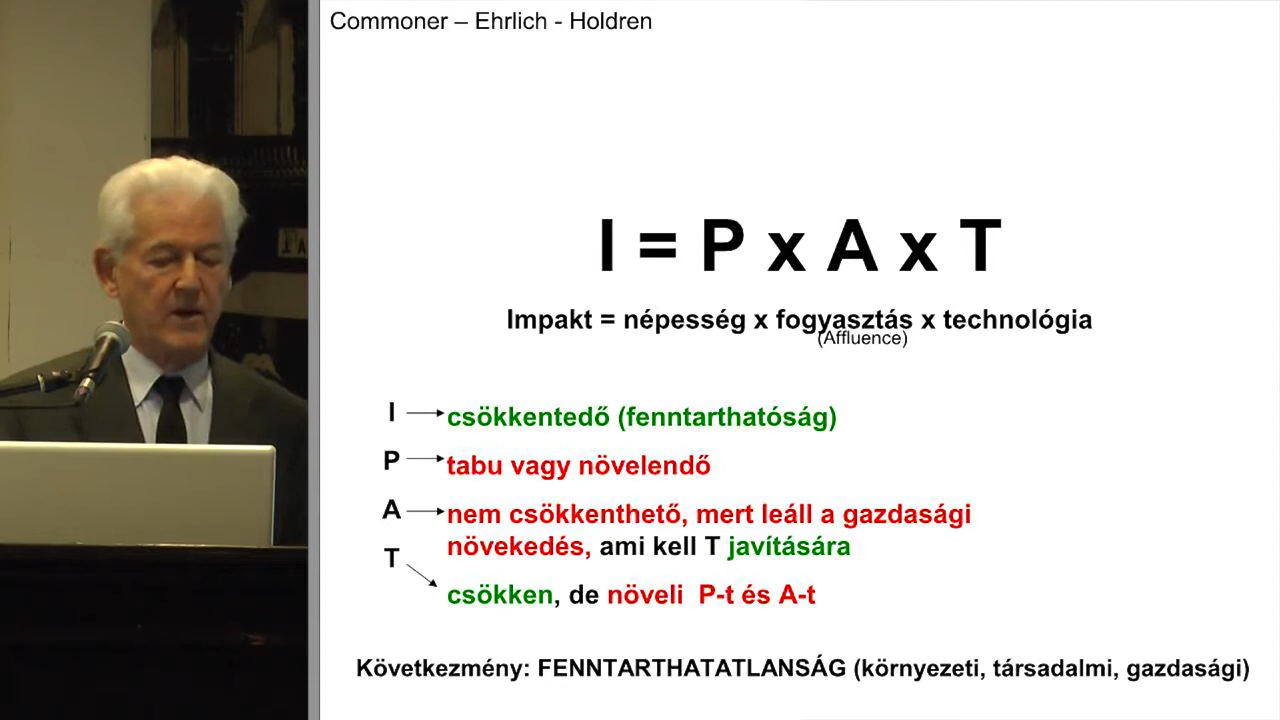 Commoner – Ehrlich - Holdren
I = P x A x T
Impakt = népesség x fogyasztás x technológia
(Affluence)
I csökkentedő (fenntarthatóság)
P tabu vagy növelendő
A nem csökkenthető, mert leáll a gazdasági
növekedés, ami kell T javítására
T
csökken, de növeli P-t és A-t
Következmény: FENNTARTHATATLANSÁG (környezeti, társadalmi, gazdasági)